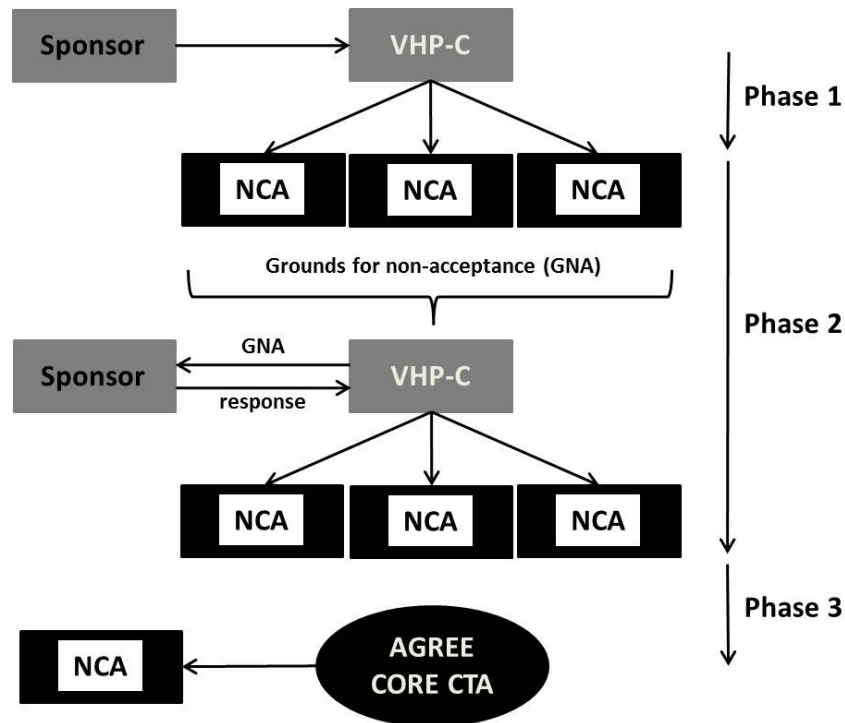 Sponsor
VHP-C
Phase 1
NCA
NCA
NCA
Grounds for non-acceptance (GNA)
Phase 2
GNA
Sponsor
VHP-C
response
NCA
NCA
NCA
Phase 3
NCA
AGREE
CORE CTA